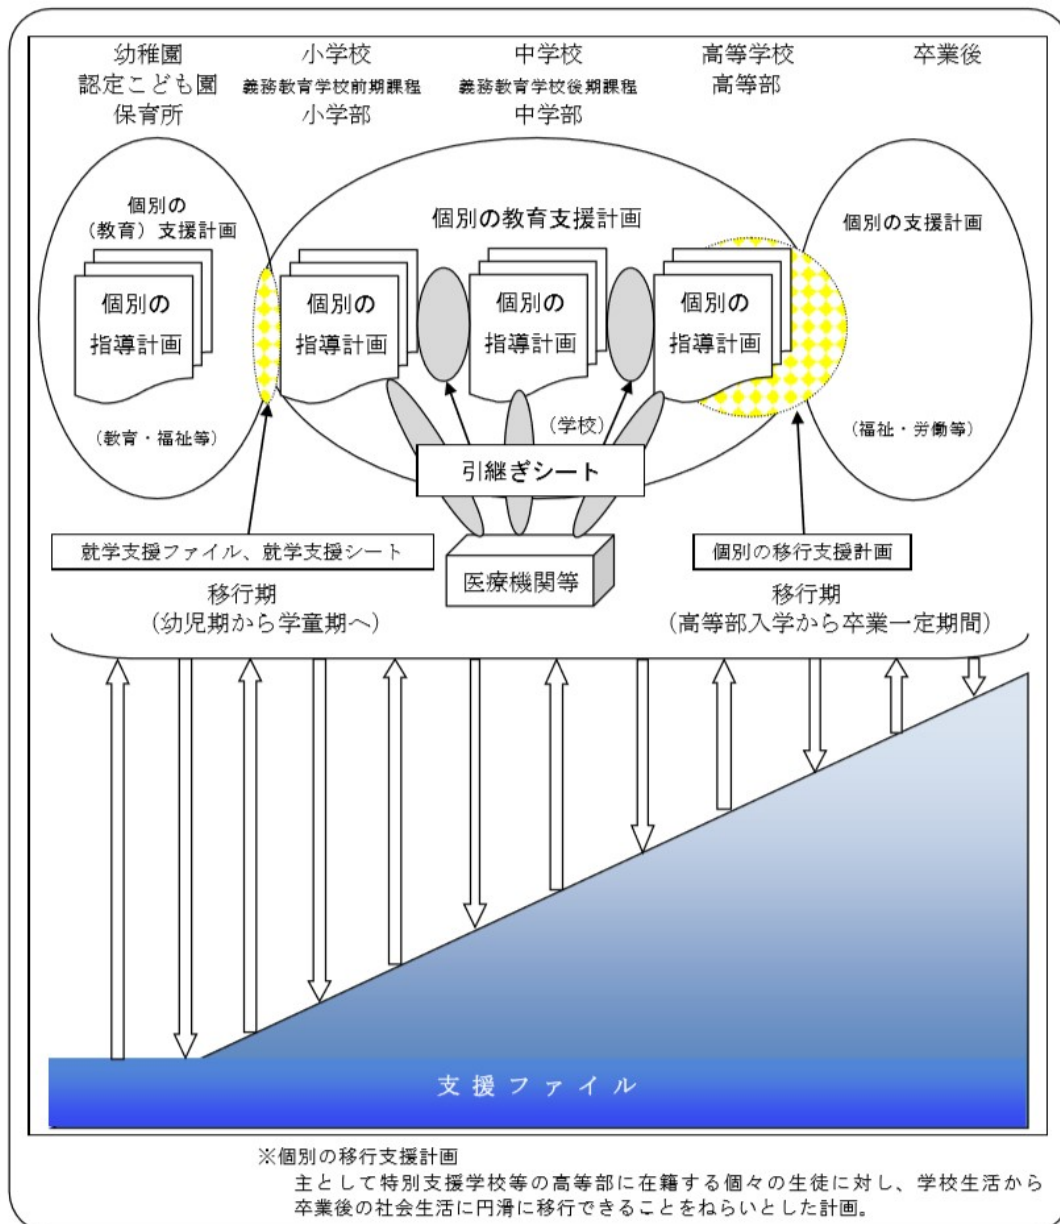 幼稚園
認定こども園
保育所
小学校
義務教育学校前期課程
小学部
中学校
義務教育学校後期課程
中学部
高等学校
高等部
卒業後
個別の
(教育)支援計画
個別の
指導計画
(教育・福祉等)
個別の教育支援計画
個別の
指導計画
個別の
指導計画
個別の
指導計画
(学校)
引継ぎシート
個別の支援計画
(福祉・労働等)
就学支援ファイル、就学支援シート
移行期
(幼児期から学童期へ)
医療機関等
個別の移行支援計画
移行期
(高等部入学から卒業一定期間)
支援ファイル
※個別の移行支援計画
主として特別支援学校等の高等部に在籍する個々の生徒に対し、学校生活から
卒業後の社会生活に円滑に移行できることをねらいとした計画。